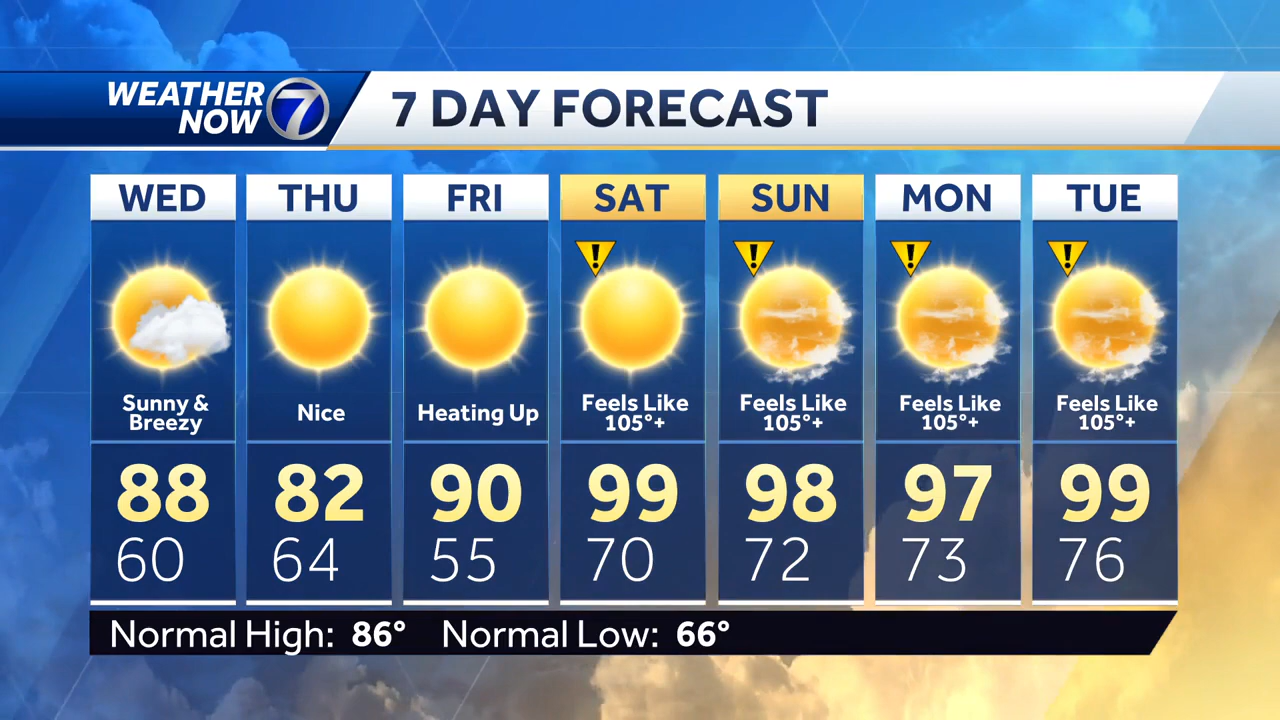 WEATHER
NOW 7
7 DAY FORECAST
WED THU FRI SAT SUN MON TUE
! ! ! !
Sunny &
Breezy
Nice
Heating Up
Feels Like
105°+
Feels Like
105°+
Feels Like
105°+
Feels Like
105°+
88 82 90 99 98 97 99
60 64 55 70 72 73 76
Normal High: 86° Normal Low: 66°